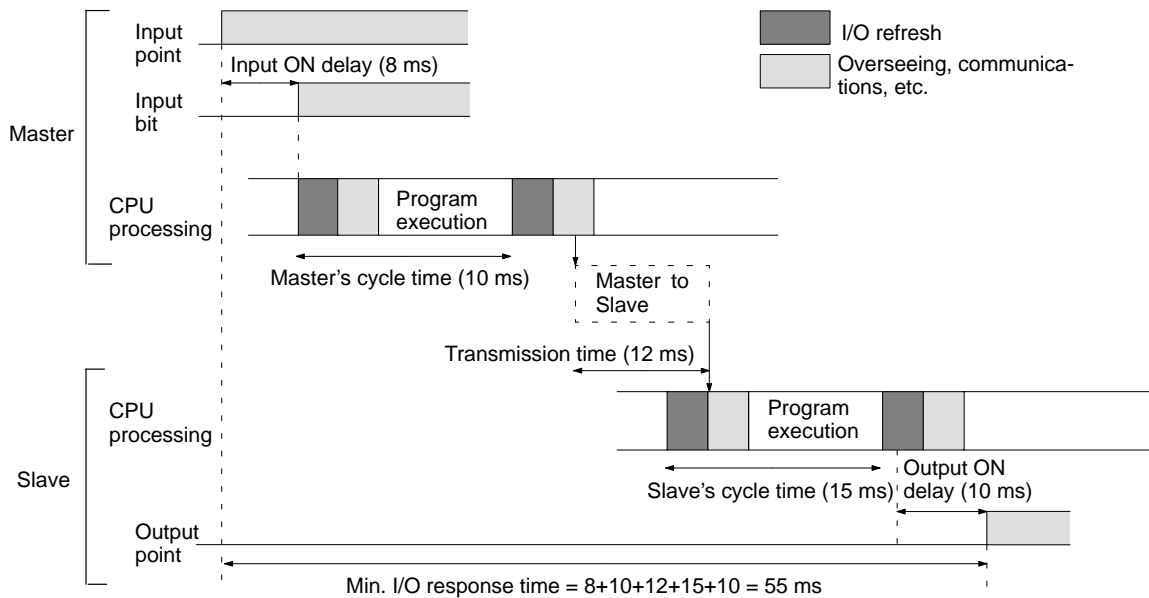 Input
point
I/O refresh
Input ON delay (8 ms)
Overseeing, communica-
tions, etc.
Input
bit
Master
CPU
processing
Program
execution
Master's cycle time (10 ms)
Master to
Slave
Transmission time (12 ms)
CPU
processing
Program
execution
Slave
Slave's cycle time (15 ms)
Output ON
delay (10 ms)
Output
point
Min. I/O response time = 8+10+12+15+10 = 55 ms